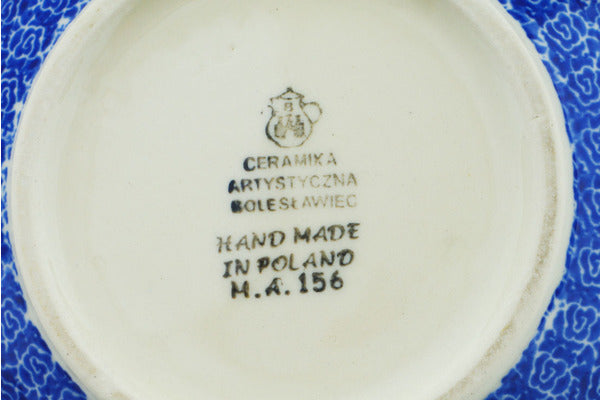 B
CERAMIKA
ARTYSTYCZNA
BOLESŁAWIEC
HAND MADE
IN POLAND
M.A. 156